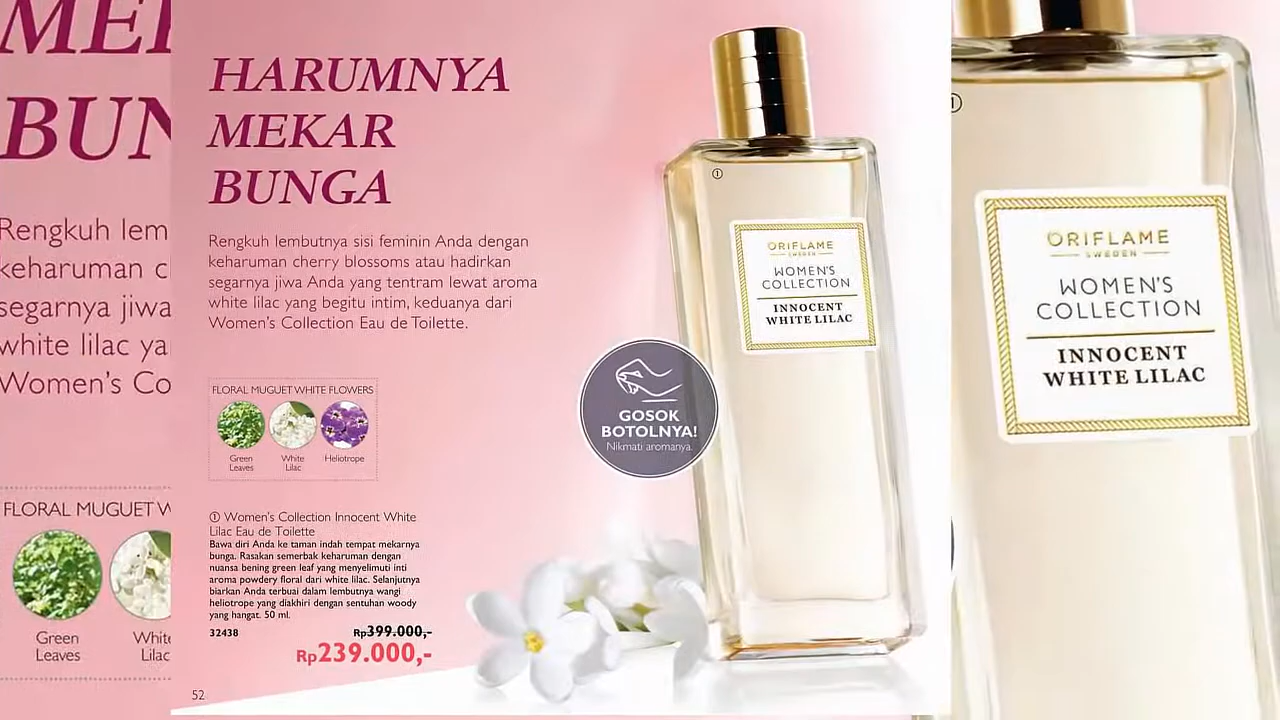 HARUMNYA
MEKAR
BUNGA
Rengkuh lembutnya sisi feminin Anda dengan
keharuman cherry blossoms atau hadirkan
segarnya jiwa Anda yang tentram lewat aroma
white lilac yang begitu intim, keduanya dari
Women's Collection Eau de Toilette.
FLORAL MUGUET WHITE FLOWERS
Green
Leaves
White
Lilac
Heliotrope
① Women's Collection Innocent White
Lilac Eau de Toilette
Bawa diri Anda ke taman indah tempat mekarnya
bunga. Rasakan semerbak keharuman dengan
nuansa bening green leaf yang menyelimuti inti
aroma powdery floral dari white lilac. Selanjutnya
biarkan Anda terbuai dalam lembutnya wangi
heliotrope yang diakhiri dengan sentuhan woody
yang hangat. 50 ml.
32438
Rp399.000,-
Rp239.000,-
52
①
ORIFLAME
SWEDEN
WOMEN'S
COLLECTION
INNOCENT
WHITE LILAC
GOSOK
BOTOLNYA!
Nikmati aromanya.
MEI
BUN
Rengkuh lem
keharuman cl
segarnya jiwa
white lilac ya
Women's Co
FLORAL MUGUET W
Green
Leaves
White
Lilac
①
ORIFLAME
SWEDEN
WOMEN'S
COLLECTION
INNOCENT
WHITE LILAC